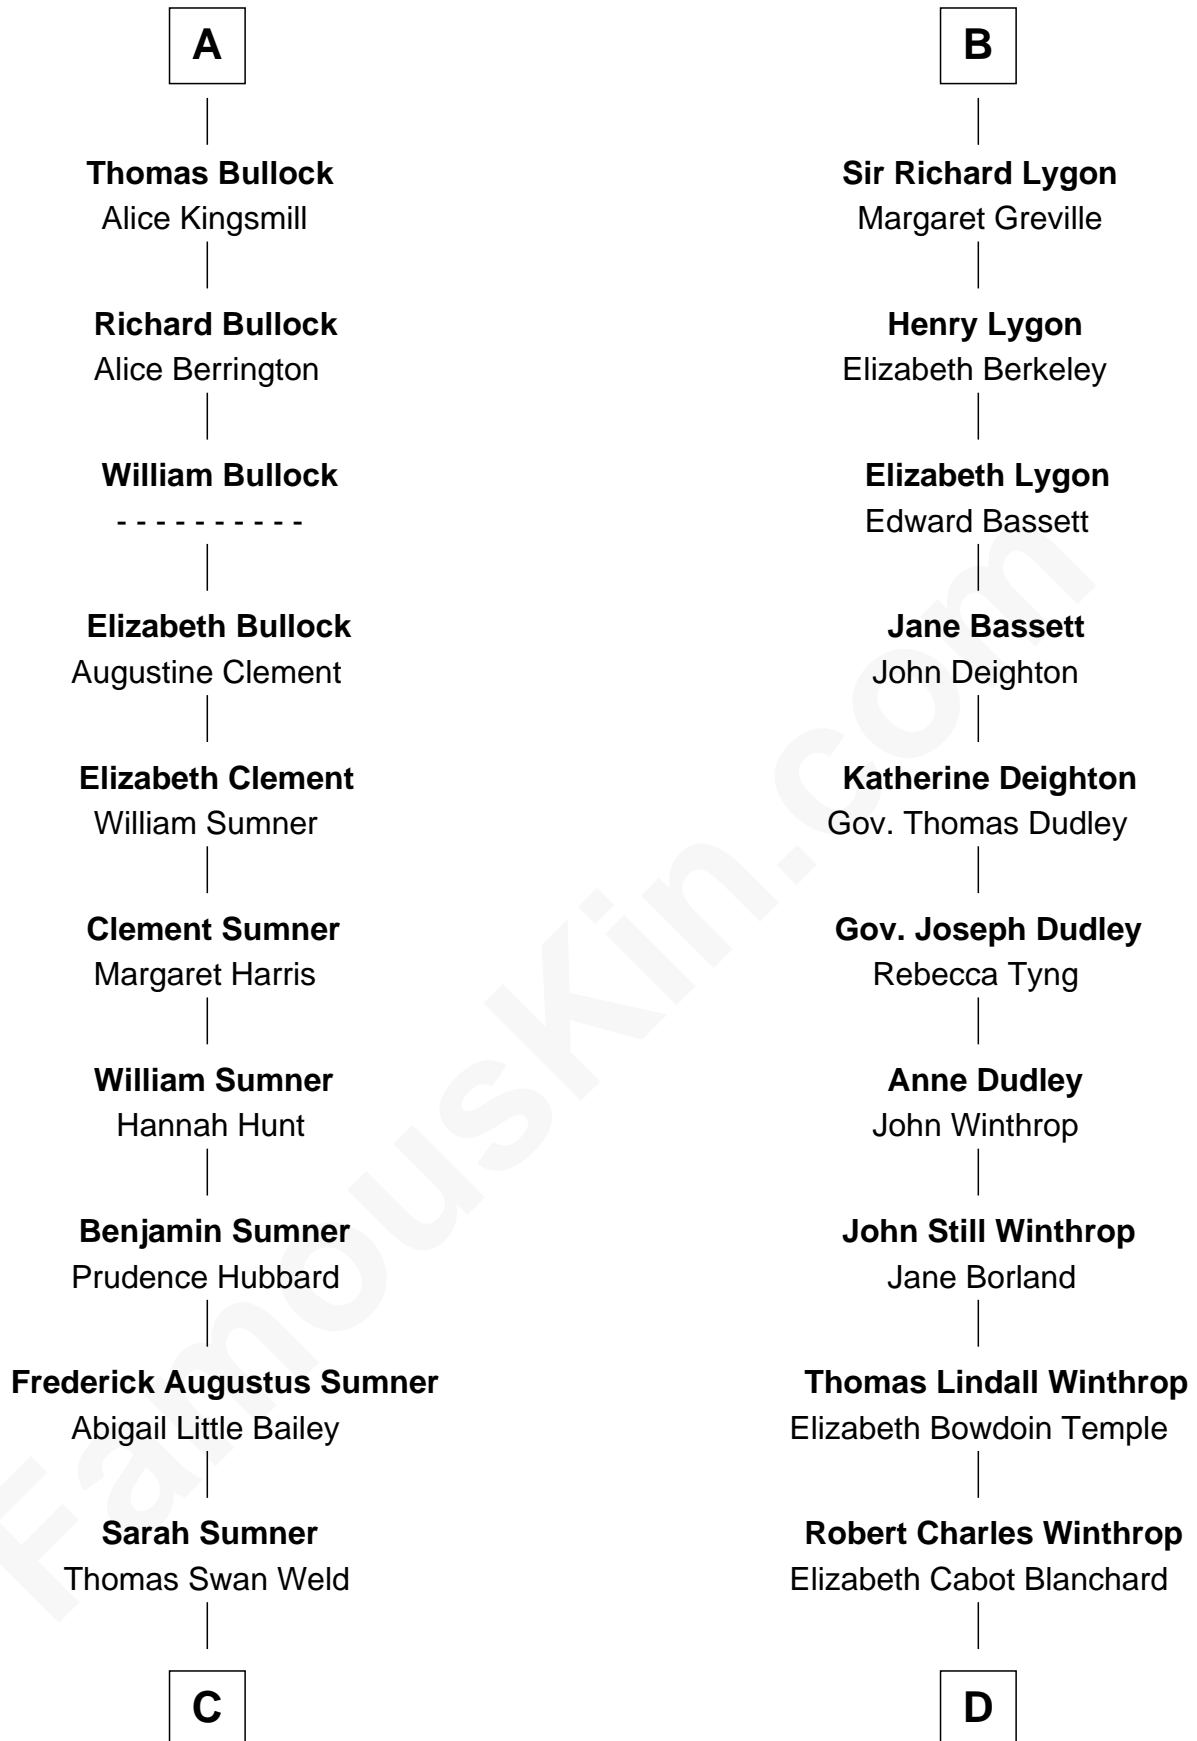 A
Thomas Bullock
Alice Kingsmill
Richard Bullock
Alice Berrington
William Bullock
- - - - - - - - - -
Elizabeth Bullock
Augustine Clement
Elizabeth Clement
William Sumner
Clement Sumner
Margaret Harris
William Sumner
Hannah Hunt
Benjamin Sumner
Prudence Hubbard
Frederick Augustus Sumner
Abigail Little Bailey
Sarah Sumner
Thomas Swan Weld
C
B
Sir Richard Lygon
Margaret Greville
Henry Lygon
Elizabeth Berkeley
Elizabeth Lygon
Edward Bassett
Jane Bassett
John Deighton
Katherine Deighton
Gov. Thomas Dudley
Gov. Joseph Dudley
Rebecca Tyng
Anne Dudley
John Winthrop
John Still Winthrop
Jane Borland
Thomas Lindall Winthrop
Elizabeth Bowdoin Temple
Robert Charles Winthrop
Elizabeth Cabot Blanchard
D
FamousKin.com